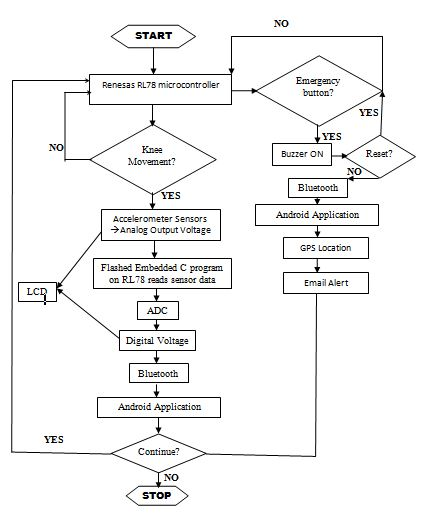 START
NO
Renesas RL78 microcontroller
Emergency
button?
YES
YES
NO
Knee
Movement?
Buzzer ON
Reset?
NO
YES
Bluetooth
Accelerometer Sensors
→Analog Output Voltage
Android Application
GPS Location
Flashed Embedded C program
on RL78 reads sensor data
Email Alert
LCD
ADC
Digital Voltage
Bluetooth
Android Application
YES
Continue?
NO
STOP